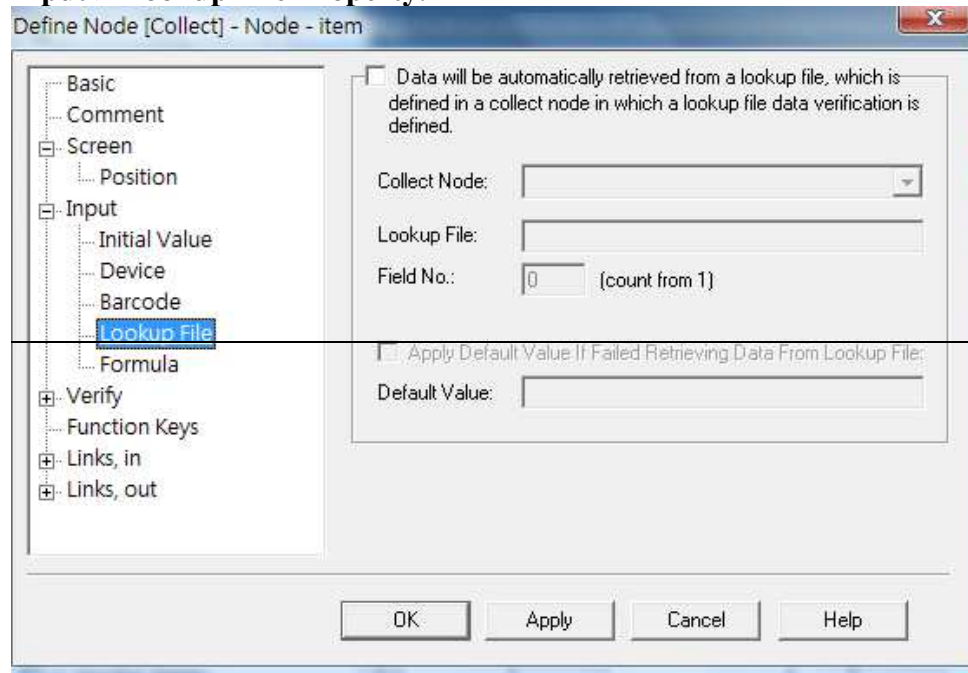 Define Node [Collect] - Node - item
Basic
Comment
Screen
Position
Input
Initial Value
Device
Barcode
Lookup File
Formula
Verify
Function Keys
Links, in
Links, out
Data will be automatically retrieved from a lookup file, which is
defined in a collect node in which a lookup file data verification is
defined.
Collect Node:
Lookup File:
Field No.: 0 (count from 1)
Apply Default Value If Failed Retrieving Data From Lookup File:
Default Value:
OK Apply Cancel Help